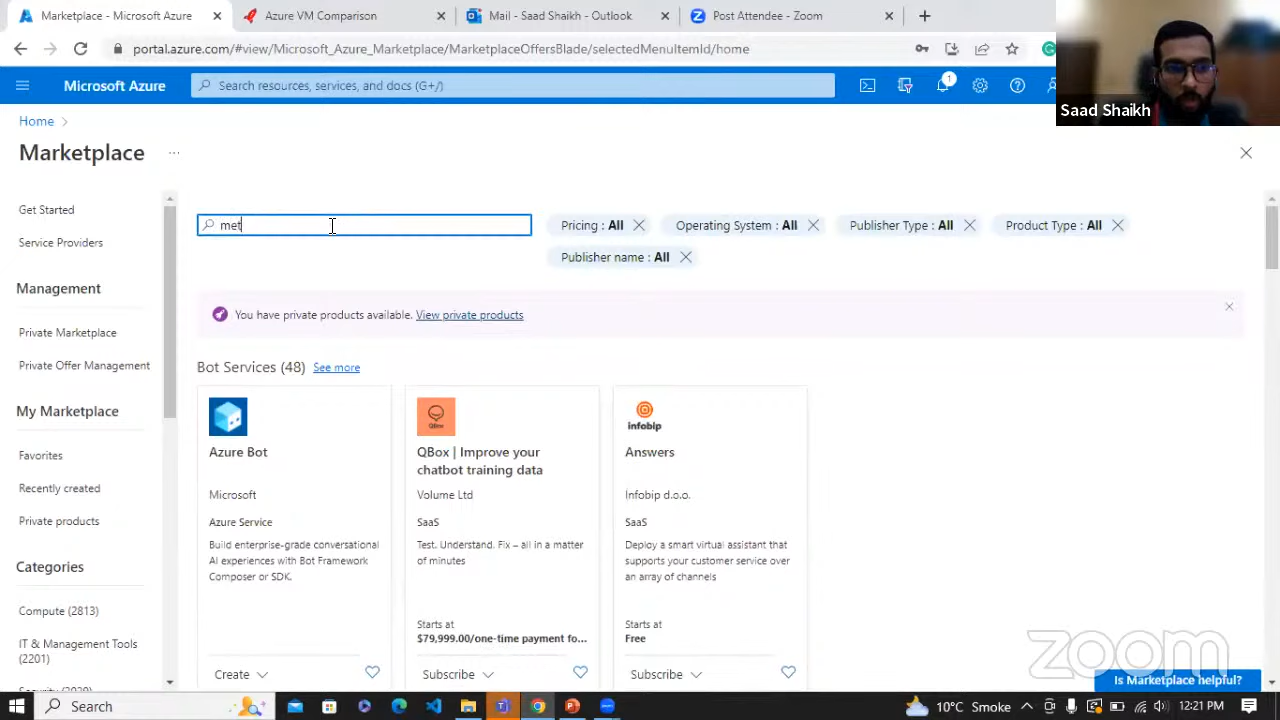 Marketplace - Microsoft Azure
Azure VM Comparison
Mail - Saad Shaikh - Outlook
Post Attendee - Zoom
portal.azure.com/#view/Microsoft_Azure_Marketplace/MarketplaceOffersBlade/selectedMenuItemId/home
Microsoft Azure
Search resources, services, and docs (G+/)
1
Saad Shaikh
Home
Marketplace
Get Started
Service Providers
Management
Private Marketplace
Private Offer Management
My Marketplace
Favorites
Recently created
Private products
Categories
Compute (2813)
IT & Management Tools
(2201)
met
Pricing : All
Operating System : All
Publisher Type : All
Product Type : All
Publisher name : All
You have private products available. View private products
Bot Services (48) See more
Azure Bot
Microsoft
Azure Service
Build enterprise-grade conversational
AI experiences with Bot Framework
Composer or SDK.
Create
QBox
QBox | Improve your
chatbot training data
Volume Ltd
SaaS
Test. Understand. Fix – all in a matter
of minutes
Starts at
$79,999.00/one-time payment fo...
Subscribe
infobip
Answers
Infobip d.o.o.
SaaS
Deploy a smart virtual assistant that
supports your customer service over
an array of channels
Starts at
Free
Subscribe
zoom
Is Marketplace helpful?
Search
10°C Smoke
12:21 PM